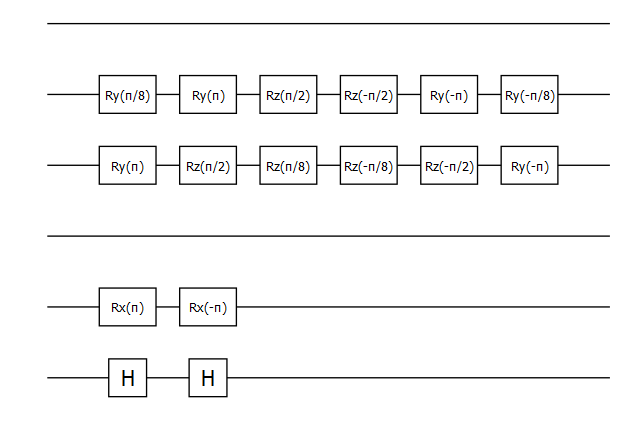 Ry(π/8) Ry(π) Rz(π/2) Rz(-π/2) Ry(-π) Ry(-π/8)
Ry(π) Rz(π/2) Rz(π/8) Rz(-π/8) Rz(-π/2) Ry(-π)
Rx(π) Rx(-π)
H H